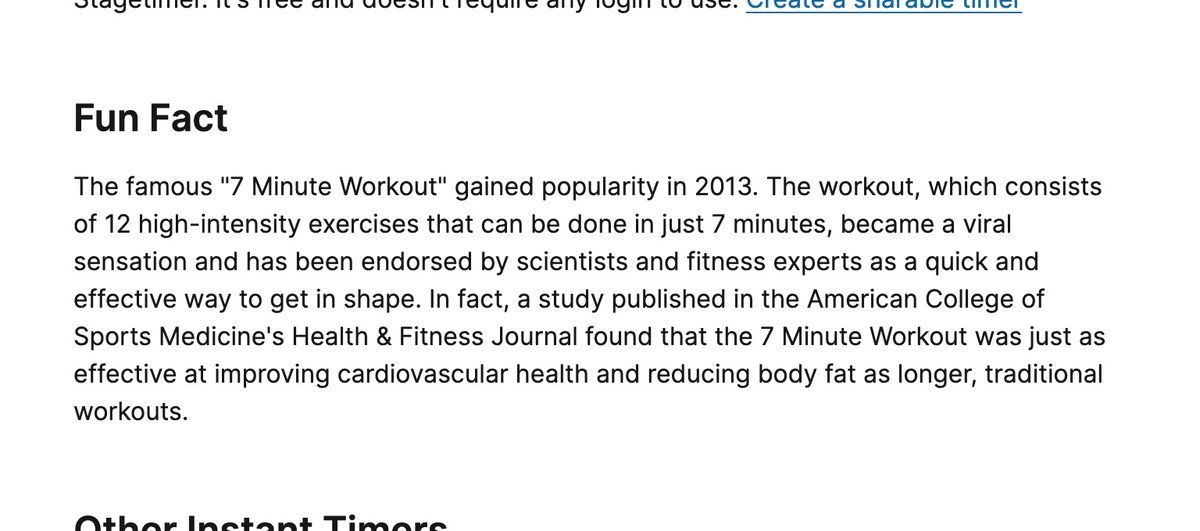 Stagetimer. It's free and doesn't require any login to use. Create a sharable timer
Fun Fact
The famous "7 Minute Workout" gained popularity in 2013. The workout, which consists
of 12 high-intensity exercises that can be done in just 7 minutes, became a viral
sensation and has been endorsed by scientists and fitness experts as a quick and
effective way to get in shape. In fact, a study published in the American College of
Sports Medicine's Health & Fitness Journal found that the 7 Minute Workout was just as
effective at improving cardiovascular health and reducing body fat as longer, traditional
workouts.
Other Instant Timers